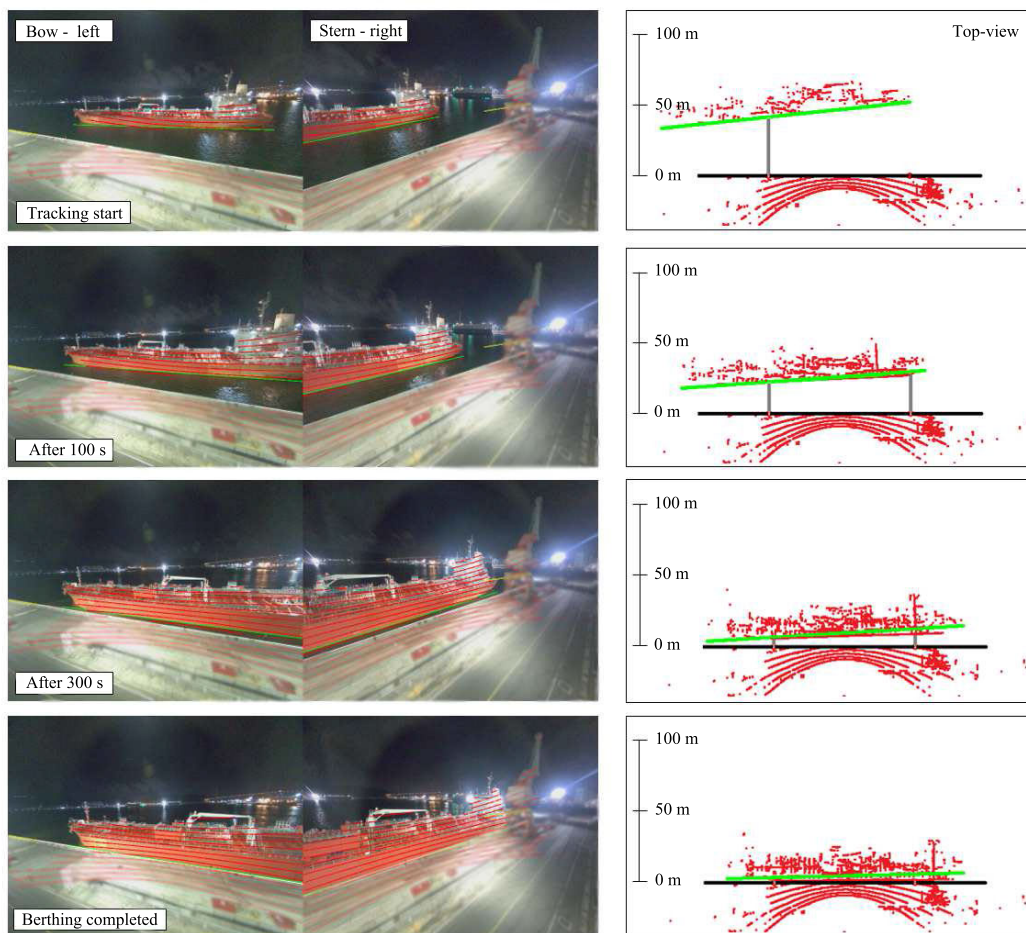 Bow - left
Stern - right
Tracking start
100 m
50 m
0 m
Top-view
After 100 s
100 m
50 m
0 m
After 300 s
100 m
50 m
0 m
Berthing completed
100 m
50 m
0 m